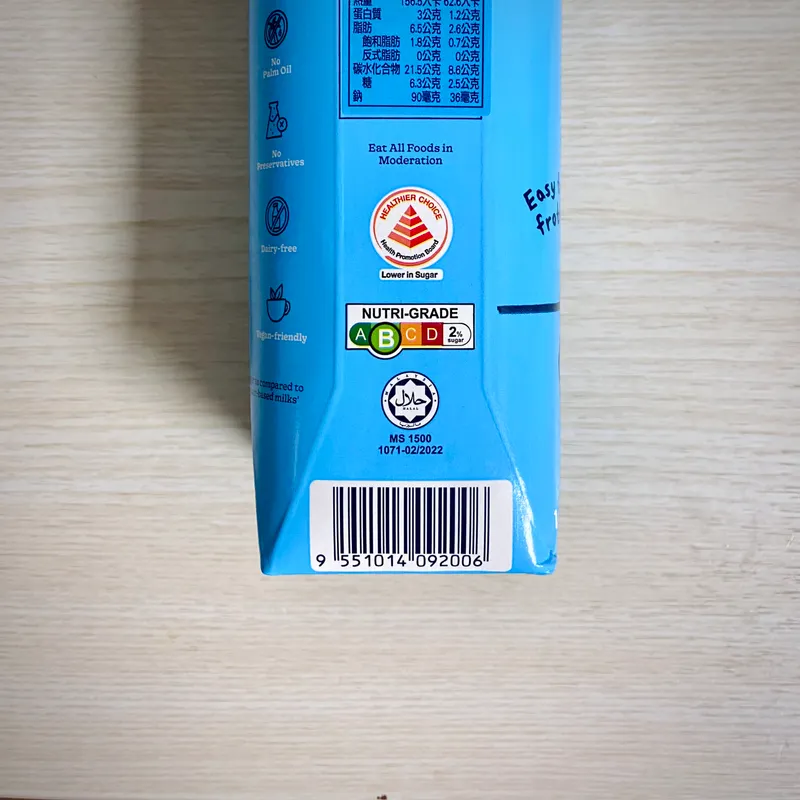 No
Palm Oil
No
Preservatives
Dairy-free
Vegan-friendly
compared to
熱量 156.5大卡 62.6大卡
蛋白質 3公克 1.2公克
脂肪 6.5公克 2.6公克
飽和脂肪 1.8公克 0.7公克
反式脂肪 0公克 0公克
碳水化合物 21.5公克 8.6公克
糖 6.3公克 2.5公克
鈉 90毫克 36毫克
Eat All Foods in
Moderation
HEALTHIER CHOICE
Health Promotion Board
Lower in Sugar
NUTRI-GRADE
A B C D 2% sugar
MALAYSIA
حلال
HALAL
ماليزيا
MS 1500
1071-02/2022
9 551014 092006
Easy